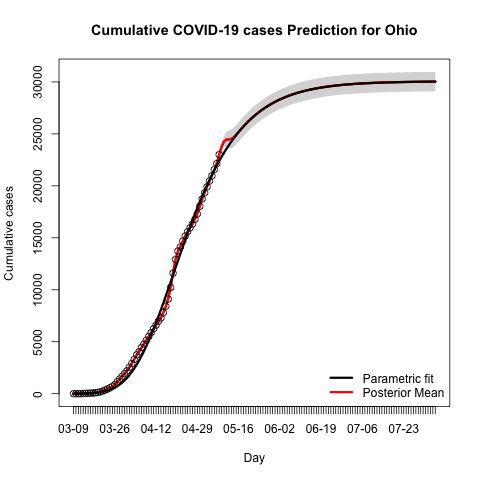 Cumulative COVID-19 cases Prediction for Ohio
Cumulative cases
30000
25000
20000
15000
10000
5000
0
Parametric fit
Posterior Mean
03-09 03-26 04-12 04-29 05-16 06-02 06-19 07-06 07-23
Day